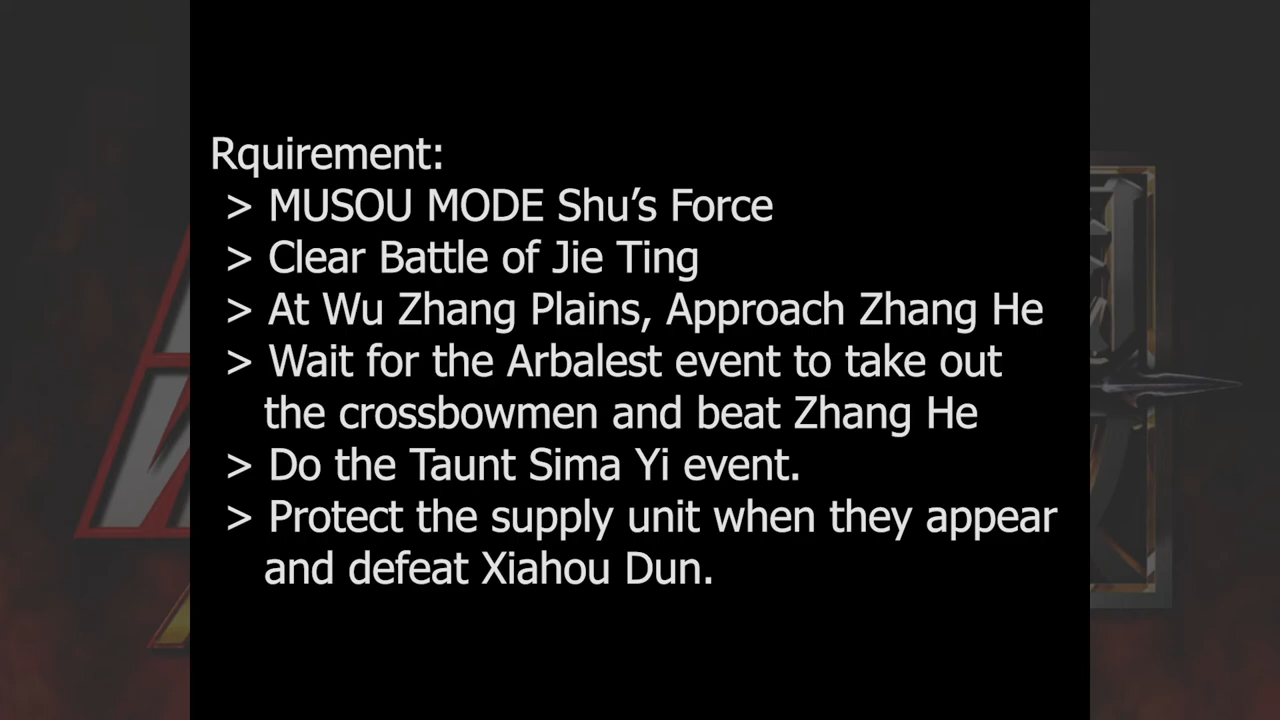 Rquirement:
> MUSOU MODE Shu’s Force
> Clear Battle of Jie Ting
> At Wu Zhang Plains, Approach Zhang He
> Wait for the Arbalest event to take out
the crossbowmen and beat Zhang He
> Do the Taunt Sima Yi event.
> Protect the supply unit when they appear
and defeat Xiahou Dun.